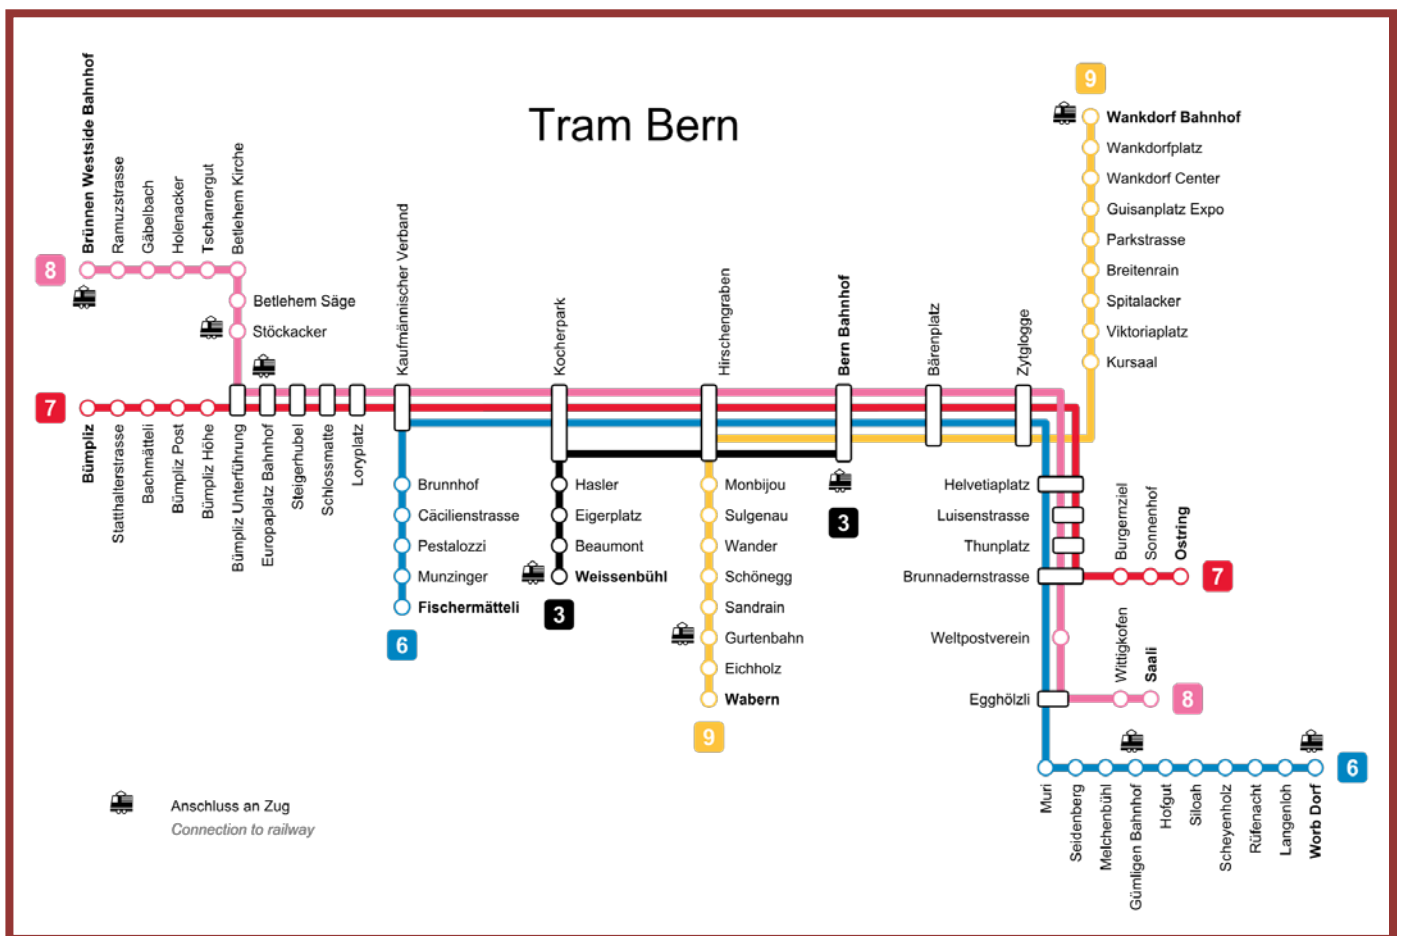 Tram Bern
Brünnen Westside Bahnhof
Ramuzstrasse
Gäbelbach
Holenacker
Tscharnergut
Betlehem Kirche
8
Betlehem Säge
Stöckacker
7
Bümpliz
Statthalterstrasse
Bachmätteli
Bümpliz Post
Bümpliz Höhe
Bümpliz Unterführung
Europaplatz Bahnhof
Steigerhubel
Schlossmatte
Loryplatz
Kaufmännischer Verband
Kocherpark
Hirschengraben
Bern Bahnhof
Bärenplatz
Zytglogge
9
Wankdorf Bahnhof
Wankdorfplatz
Wankdorf Center
Guisanplatz Expo
Parkstrasse
Breitenrain
Spitalacker
Viktoriaplatz
Kursaal
Brunnhof
Cäcilienstrasse
Pestalozzi
Munzinger
Fischermätteli
6
Hasler
Eigerplatz
Beaumont
Weissenbühl
3
Monbijou
Sulgenau
Wander
Schönegg
Sandrain
Gurtenbahn
Eichholz
Wabern
9
3
Helvetiaplatz
Luisenstrasse
Thunplatz
Brunnadernstrasse
Burgernziel
Sonnenhof
Ostring
7
Weltpostverein
Egghölzli
Wittigkofen
Saali
8
Muri
Seidenberg
Melchenbühl
Gümligen Bahnhof
Hofgut
Siloah
Scheyenholz
Rüfenacht
Langenloh
Worb Dorf
6
Anschluss an Zug
Connection to railway